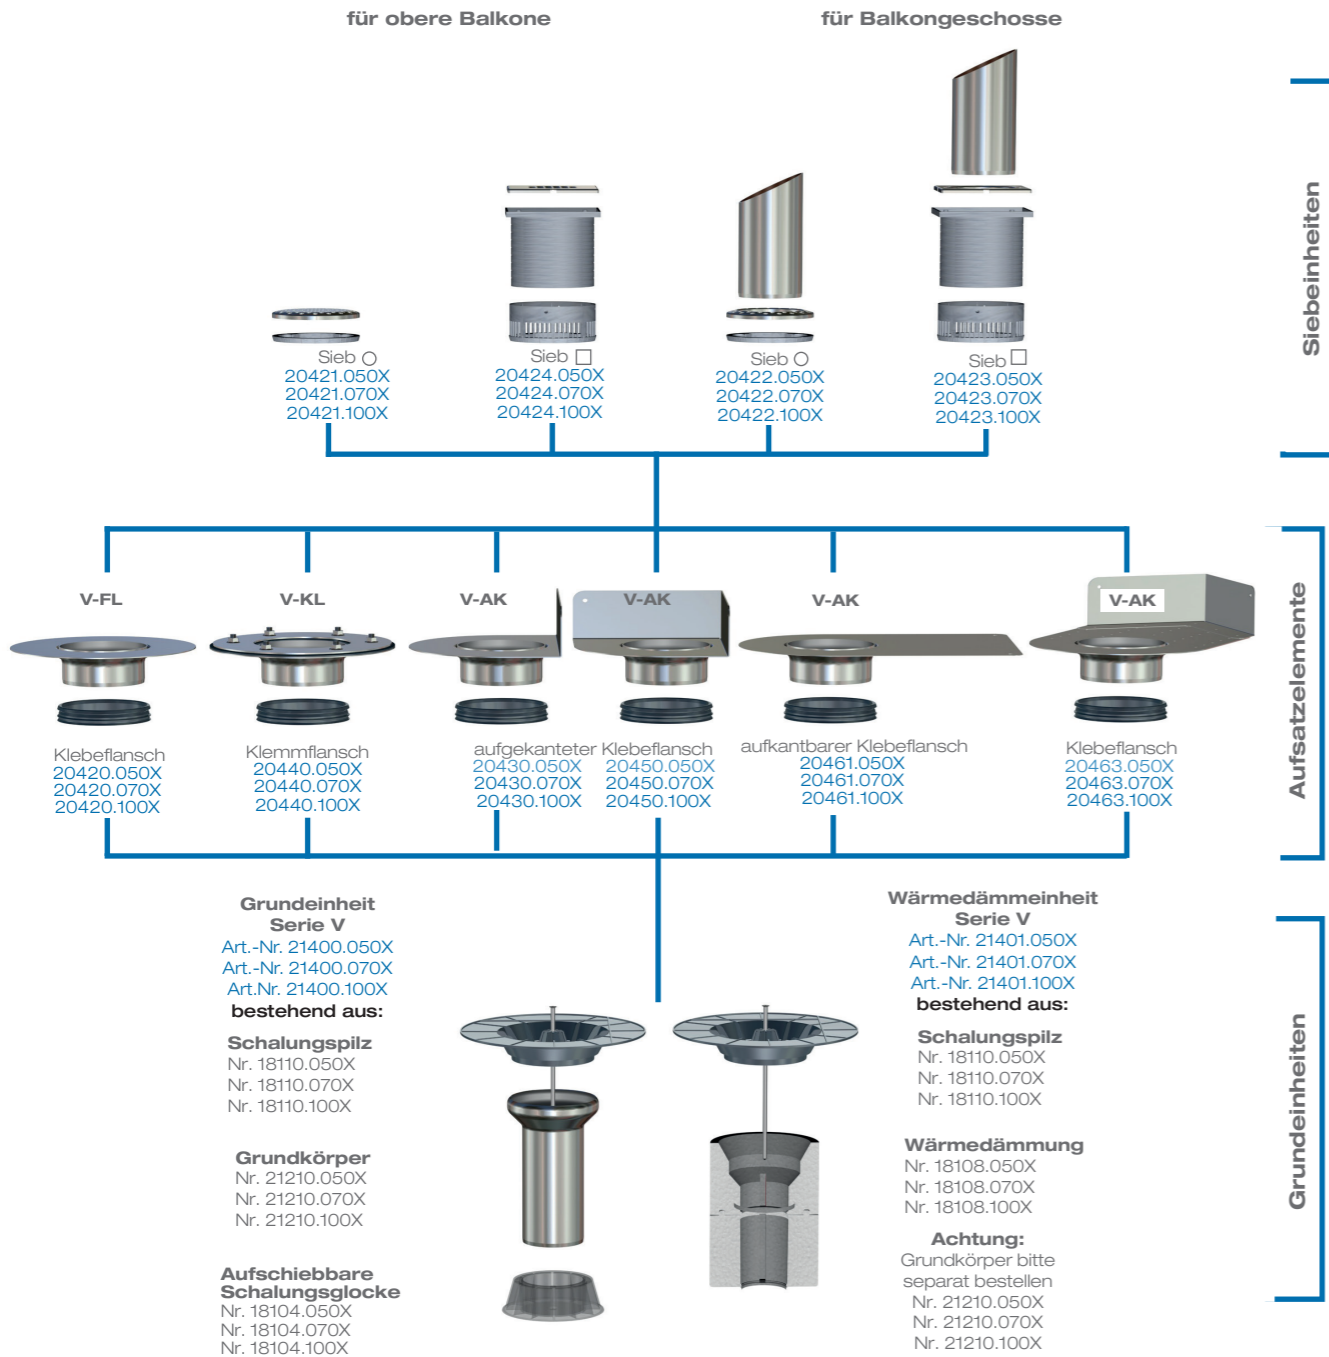 für obere Balkone
für Balkongeschosse
Siebeinheiten
Sieb
20421.050X
20421.070X
20421.100X
Sieb
20424.050X
20424.070X
20424.100X
Sieb
20422.050X
20422.070X
20422.100X
Sieb
20423.050X
20423.070X
20423.100X
Aufsatzelemente
V-FL
V-KL
V-AK
V-AK
V-AK
V-AK
Klebeflansch
20420.050X
20420.070X
20420.100X
Klemmflansch
20440.050X
20440.070X
20440.100X
aufgekanteter Klebeflansch
20430.050X
20430.070X
20430.100X
20450.050X
20450.070X
20450.100X
aufkantbarer Klebeflansch
20461.050X
20461.070X
20461.100X
Klebeflansch
20463.050X
20463.070X
20463.100X
Grundeinheiten
Grundeinheit
Serie V
Art.-Nr. 21400.050X
Art.-Nr. 21400.070X
Art.Nr. 21400.100X
bestehend aus:
Schalungspilz
Nr. 18110.050X
Nr. 18110.070X
Nr. 18110.100X
Grundkörper
Nr. 21210.050X
Nr. 21210.070X
Nr. 21210.100X
Aufschiebbare
Schalungsglocke
Nr. 18104.050X
Nr. 18104.070X
Nr. 18104.100X
Wärmedämmeinheit
Serie V
Art.-Nr. 21401.050X
Art.-Nr. 21401.070X
Art.-Nr. 21401.100X
bestehend aus:
Schalungspilz
Nr. 18110.050X
Nr. 18110.070X
Nr. 18110.100X
Wärmedämmung
Nr. 18108.050X
Nr. 18108.070X
Nr. 18108.100X
Achtung:
Grundkörper bitte
separat bestellen
Nr. 21210.050X
Nr. 21210.070X
Nr. 21210.100X